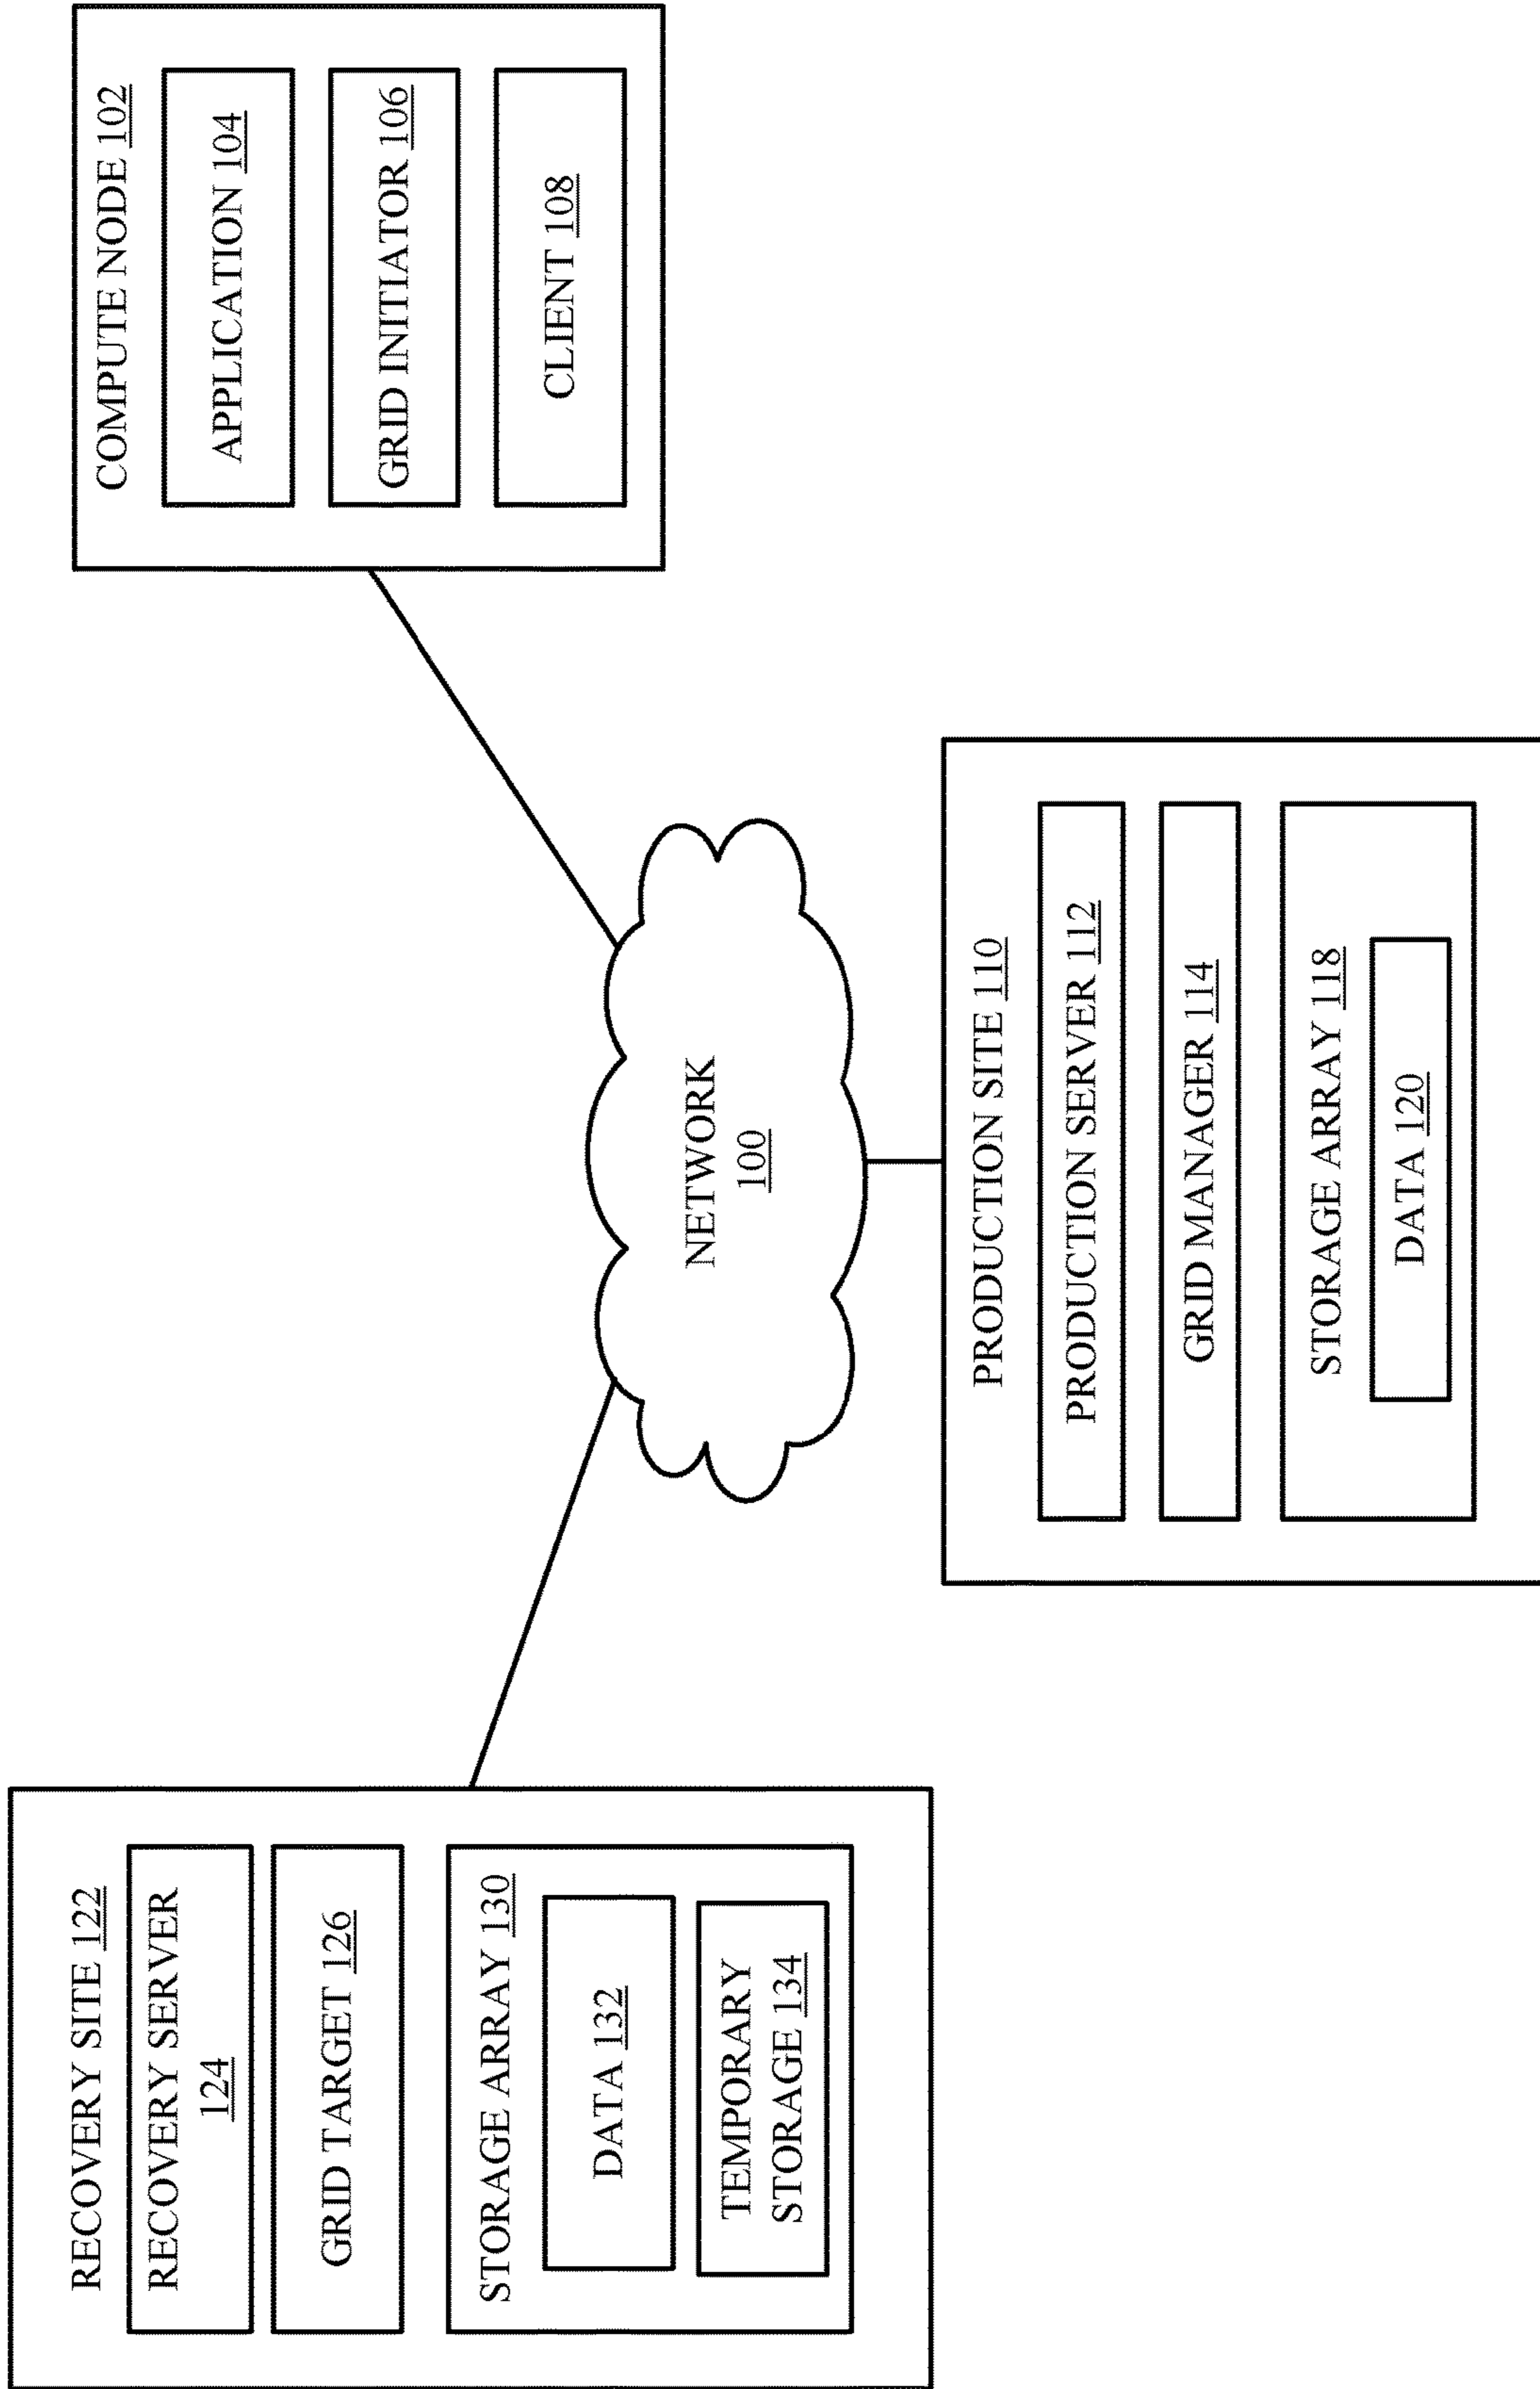 RECOVERY SITE 122
RECOVERY SERVER
124
GRID TARGET 126
STORAGE ARRAY 130
DATA 132
TEMPORARY
STORAGE 134
NETWORK
100
COMPUTE NODE 102
APPLICATION 104
GRID INITIATOR 106
CLIENT 108
PRODUCTION SITE 110
PRODUCTION SERVER 112
GRID MANAGER 114
STORAGE ARRAY 118
DATA 120